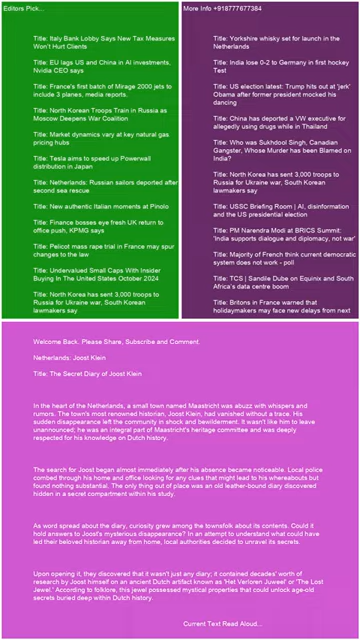 Editors Pick...
Title: Italy Bank Lobby Says New Tax Measures
Won't Hurt Clients
Title: EU lags US and China in AI investments,
Nvidia CEO says
Title: France's first batch of Mirage 2000 jets to
include 3 planes, media reports.
Title: North Korean Troops Train in Russia as
Moscow Deepens War Coalition
Title: Market dynamics vary at key natural gas
pricing hubs
Title: Tesla aims to speed up Powerwall
distribution in Japan
Title: Netherlands: Russian sailors deported after
second sea rescue
Title: New authentic Italian moments at Pinolo
Title: Finance bosses eye fresh UK return to
office push, KPMG says
Title: Pelicot mass rape trial in France may spur
changes to the law
Title: Undervalued Small Caps With Insider
Buying In The United States October 2024
Title: North Korea has sent 3,000 troops to
Russia for Ukraine war, South Korean
lawmakers say
More Info +918777677384
Title: Yorkshire whisky set for launch in the
Netherlands
Title: India lose 0-2 to Germany in first hockey
Test
Title: US election latest: Trump hits out at 'jerk'
Obama after former president mocked his
dancing
Title: China has deported a VW executive for
allegedly using drugs while in Thailand
Title: Who was Sukhdool Singh, Canadian
Gangster, Whose Murder has been Blamed on
India?
Title: North Korea has sent 3,000 troops to
Russia for Ukraine war, South Korean
lawmakers say
Title: USSC Briefing Room | AI, disinformation
and the US presidential election
Title: PM Narendra Modi at BRICS Summit:
'India supports dialogue and diplomacy, not war'
Title: Majority of French think current democratic
system does not work - poll
Title: TCS | Sandile Dube on Equinix and South
Africa's data centre boom
Title: Britons in France warned that
holidaymakers may face new delays from next
Welcome Back. Please Share, Subscribe and Comment.
Netherlands: Joost Klein
Title: The Secret Diary of Joost Klein
In the heart of the Netherlands, a small town named Maastricht was abuzz with whispers and
rumors. The town's most renowned historian, Joost Klein, had vanished without a trace. His
sudden disappearance left the community in shock and bewilderment. It wasn't like him to leave
unannounced; he was an integral part of Maastricht's heritage committee and was deeply
respected for his knowledge on Dutch history.
The search for Joost began almost immediately after his absence became noticeable. Local police
combed through his home and office looking for any clues that might lead to his whereabouts but
found nothing substantial. The only thing out of place was an old leather-bound diary discovered
hidden in a secret compartment within his study.
As word spread about the diary, curiosity grew among the townsfolk about its contents. Could it
hold answers to Joost's mysterious disappearance? In an attempt to understand what could have
led their beloved historian away from home, local authorities decided to unravel its secrets.
Upon opening it, they discovered that it wasn't just any diary; it contained decades' worth of
research by Joost himself on an ancient Dutch artifact known as 'Het Verloren Juweel' or 'The Lost
Jewel.' According to folklore, this jewel possessed mystical properties that could unlock age-old
secrets buried deep within Dutch history.
Current Text Read Aloud...